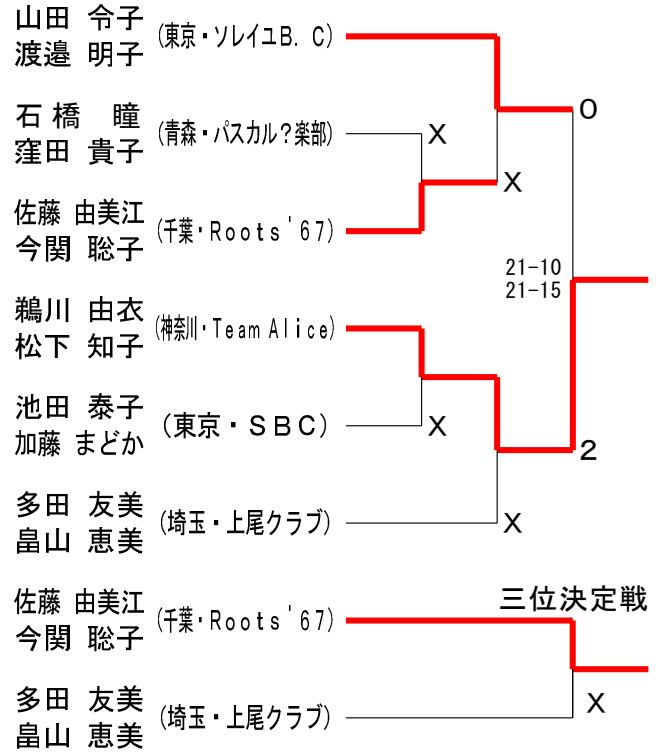 山田 令子
渡邉 明子
(東京・ソレイユB. C)
0
石橋 瞳
窪田 貴子
(青森・パスカル？楽部)
X
X
佐藤 由美江
今関 聡子
(千葉・Roots'67)
21-10
21-15
鵜川 由衣
松下 知子
(神奈川・Team Alice)
池田 泰子
加藤 まどか
(東京・SBC)
X
2
多田 友美
畠山 恵美
(埼玉・上尾クラブ)
X
三位決定戦
佐藤 由美江
今関 聡子
(千葉・Roots'67)
X
多田 友美
畠山 恵美
(埼玉・上尾クラブ)